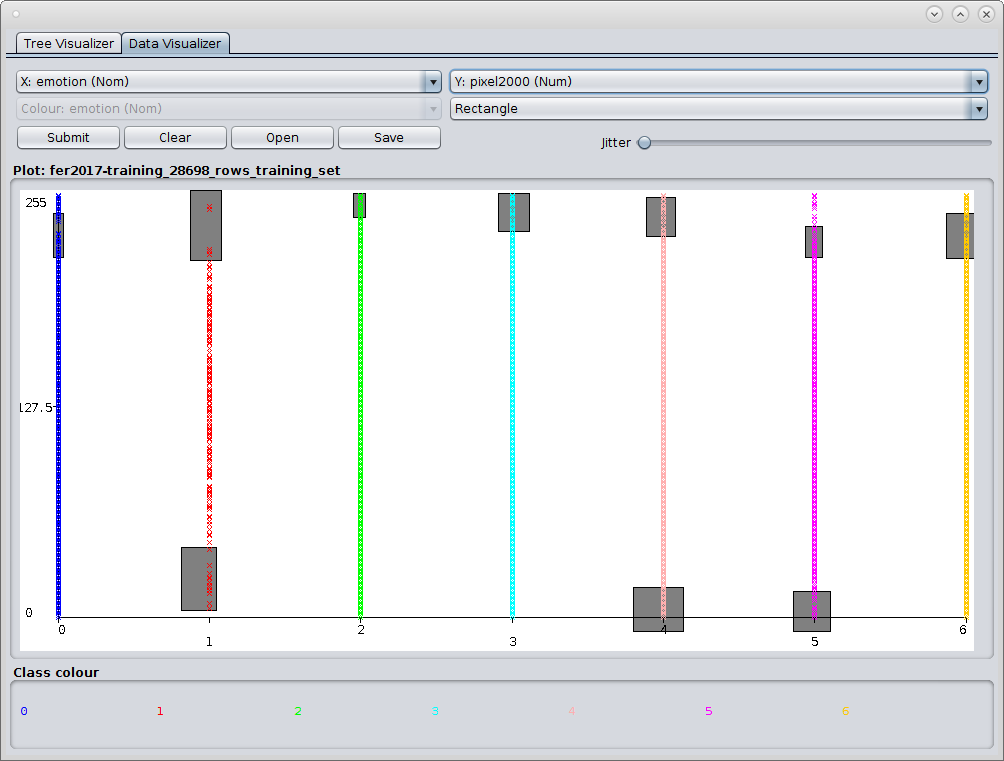 Tree Visualizer Data Visualizer
X: emotion (Nom) Y: pixel2000 (Num)
Colour: emotion (Nom) Rectangle
Submit Clear Open Save Jitter
Plot: fer2017-training_28698_rows_training_set
255
127.5
0
0 1 2 3 4 5 6
Class colour
0 1 2 3 4 5 6